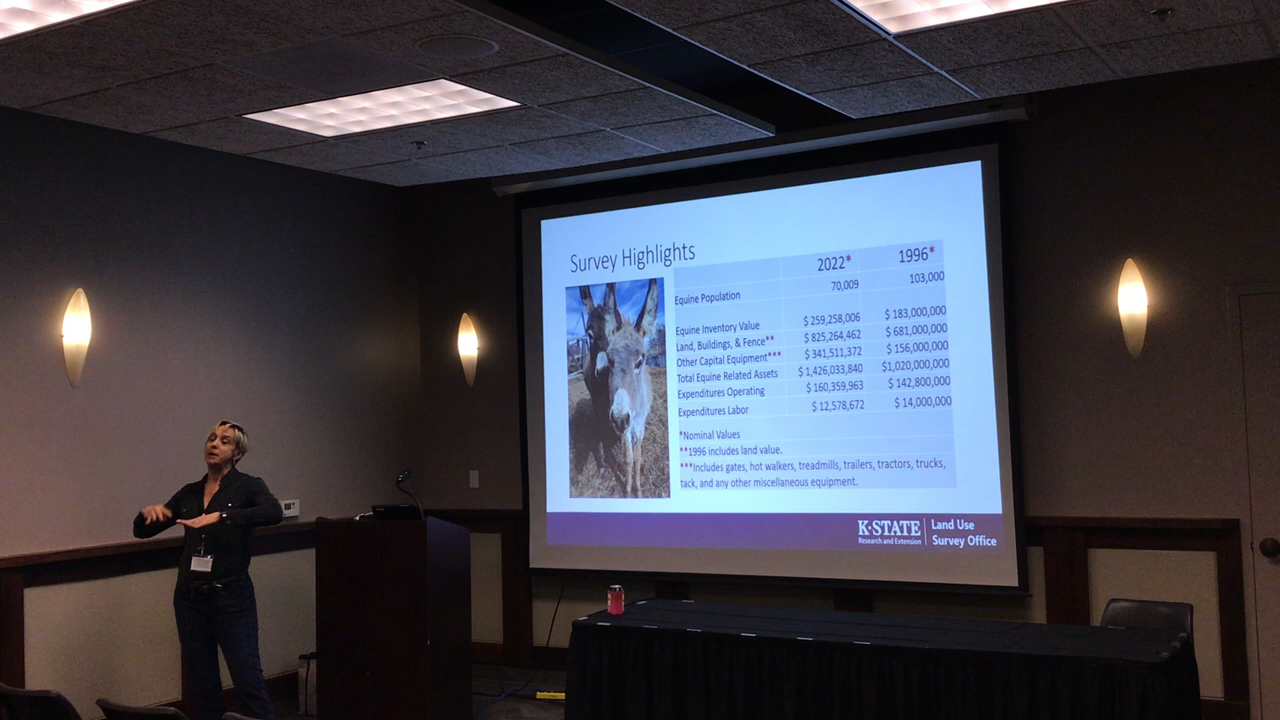 Survey Highlights
2022* 1996*
Equine Population 70,009 103,000
Equine Inventory Value $ 259,258,006 $ 183,000,000
Land, Buildings, & Fence** $ 825,264,462 $ 681,000,000
Other Capital Equipment*** $ 341,511,372 $ 156,000,000
Total Equine Related Assets $ 1,426,033,840 $1,020,000,000
Expenditures Operating $ 160,359,963 $ 142,800,000
Expenditures Labor $ 12,578,672 $ 14,000,000
*Nominal Values
**1996 includes land value.
***Includes gates, hot walkers, treadmills, trailers, tractors, trucks,
tack, and any other miscellaneous equipment.
K-STATE
Research and Extension
Land Use
Survey Office